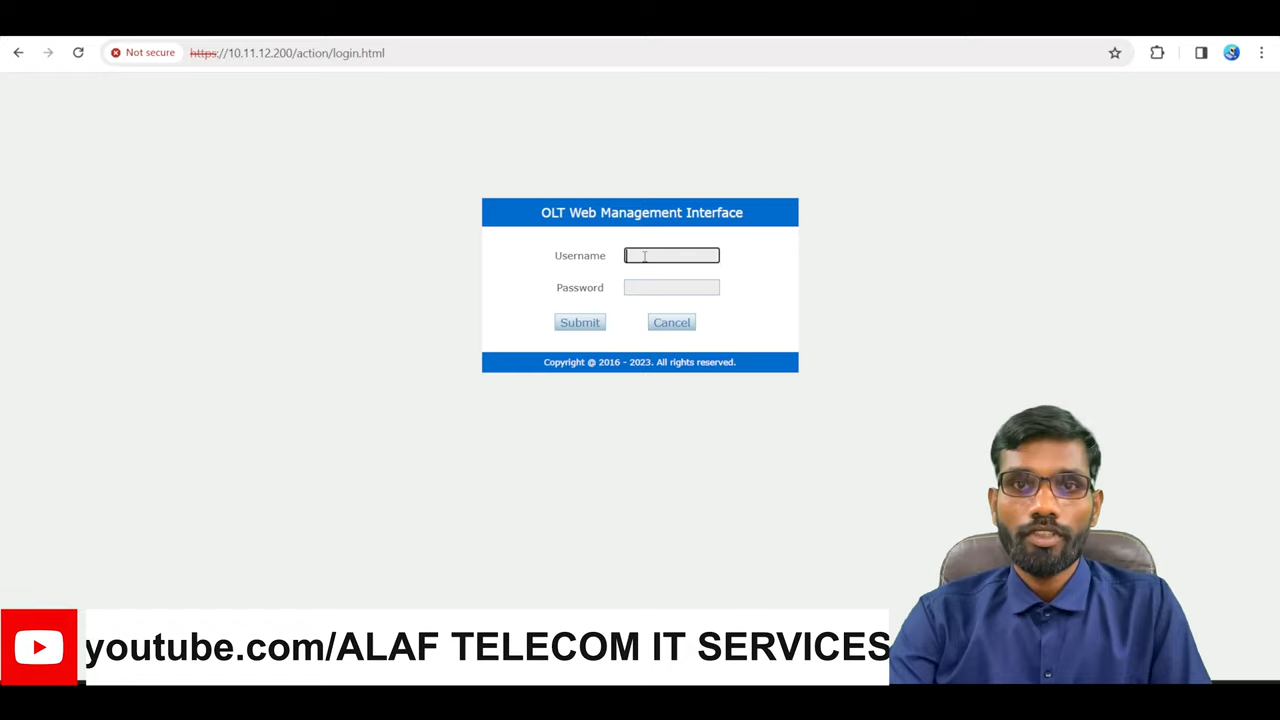 Not secure https://10.11.12.200/action/login.html
OLT Web Management Interface
Username
Password
Submit Cancel
Copyright @ 2016 - 2023. All rights reserved.
youtube.com/ALAF TELECOM IT SERVICES